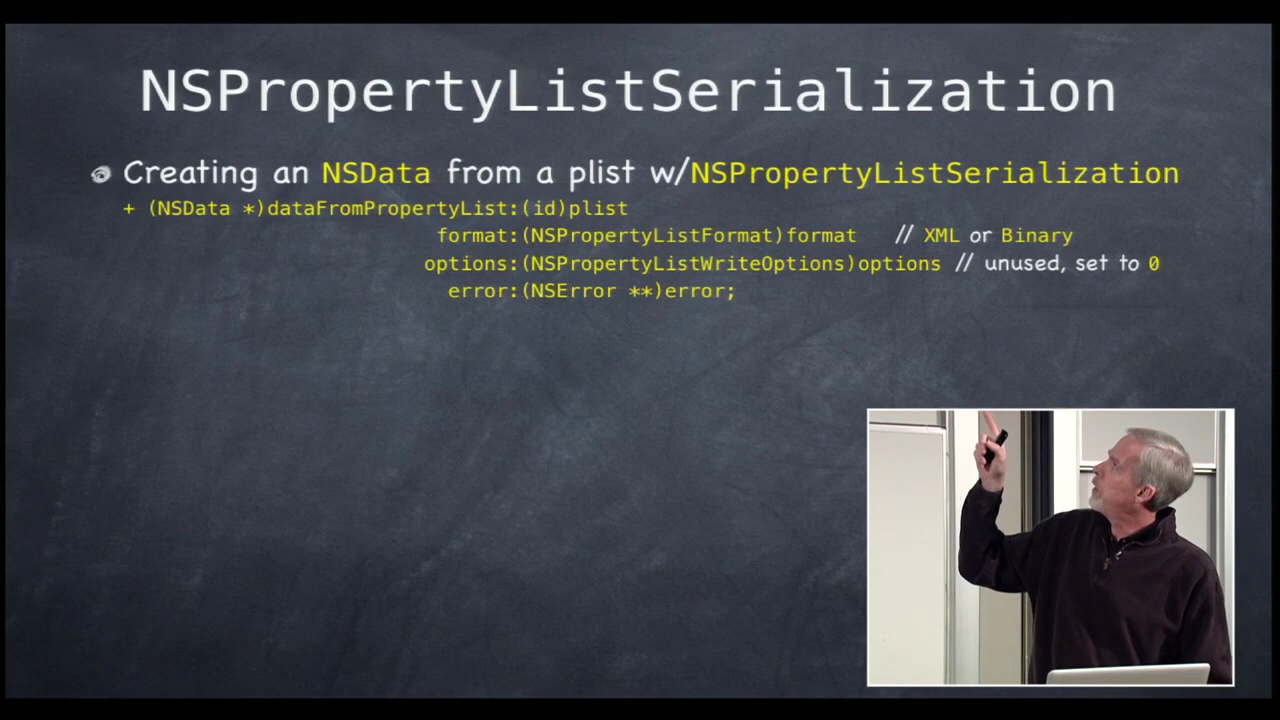 NSPropertyListSerialization
Creating an NSData from a plist w/NSPropertyListSerialization
+ (NSData *)dataFromPropertyList:(id)plist
format:(NSPropertyListFormat)format // XML or Binary
options:(NSPropertyListWriteOptions)options // unused, set to 0
error:(NSError **)error;